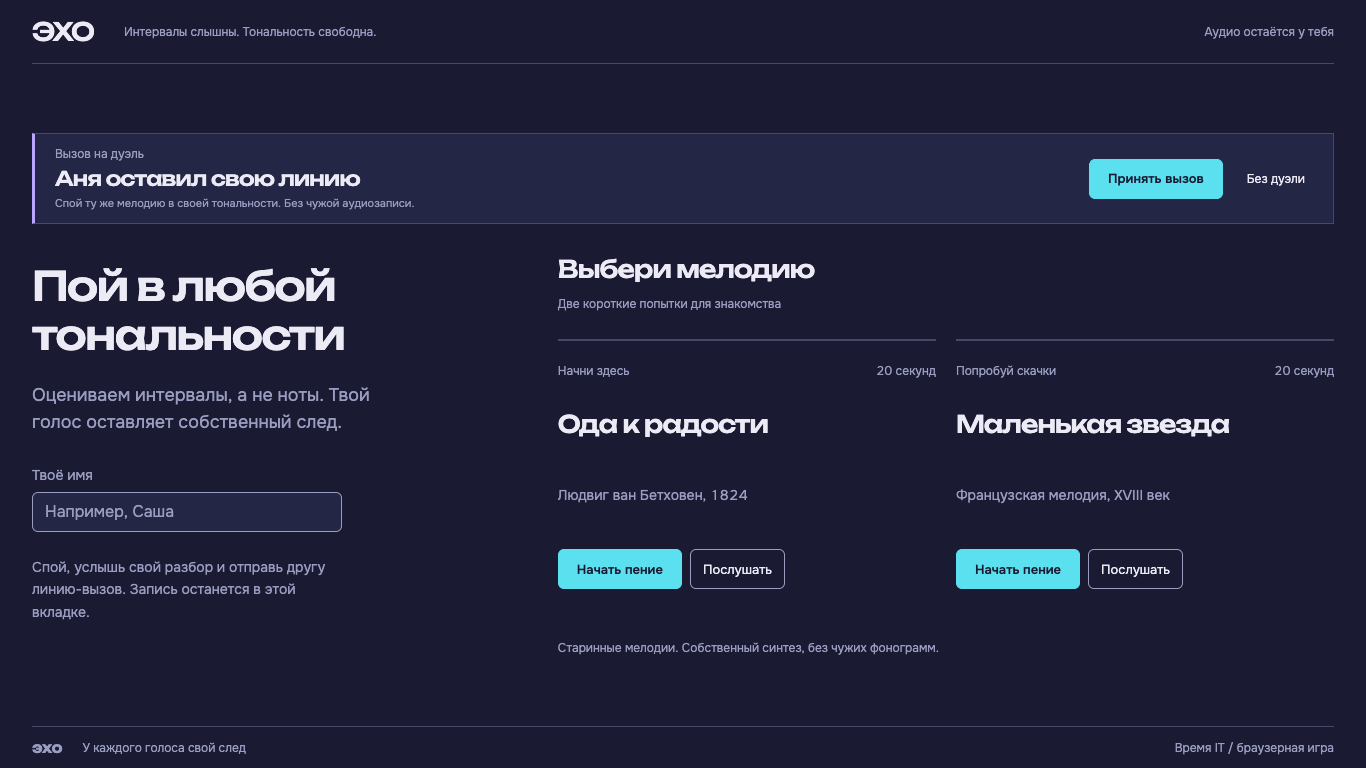 ЭХО
Интервалы слышны. Тональность свободна.
Аудио остаётся у тебя
Вызов на дуэль
Аня оставил свою линию
Спой ту же мелодию в своей тональности. Без чужой аудиозаписи.
Принять вызов
Без дуэли
Пой в любой
тональности
Оцениваем интервалы, а не ноты. Твой
голос оставляет собственный след.
Твоё имя
Например, Саша
Спой, услышь свой разбор и отправь другу
линию-вызов. Запись останется в этой
вкладке.
Выбери мелодию
Две короткие попытки для знакомства
Начни здесь
20 секунд
Ода к радости
Людвиг ван Бетховен, 1824
Начать пение
Послушать
Попробуй скачки
20 секунд
Маленькая звезда
Французская мелодия, XVIII век
Начать пение
Послушать
Старинные мелодии. Собственный синтез, без чужих фонограмм.
ЭХО
У каждого голоса свой след
Время IT / браузерная игра